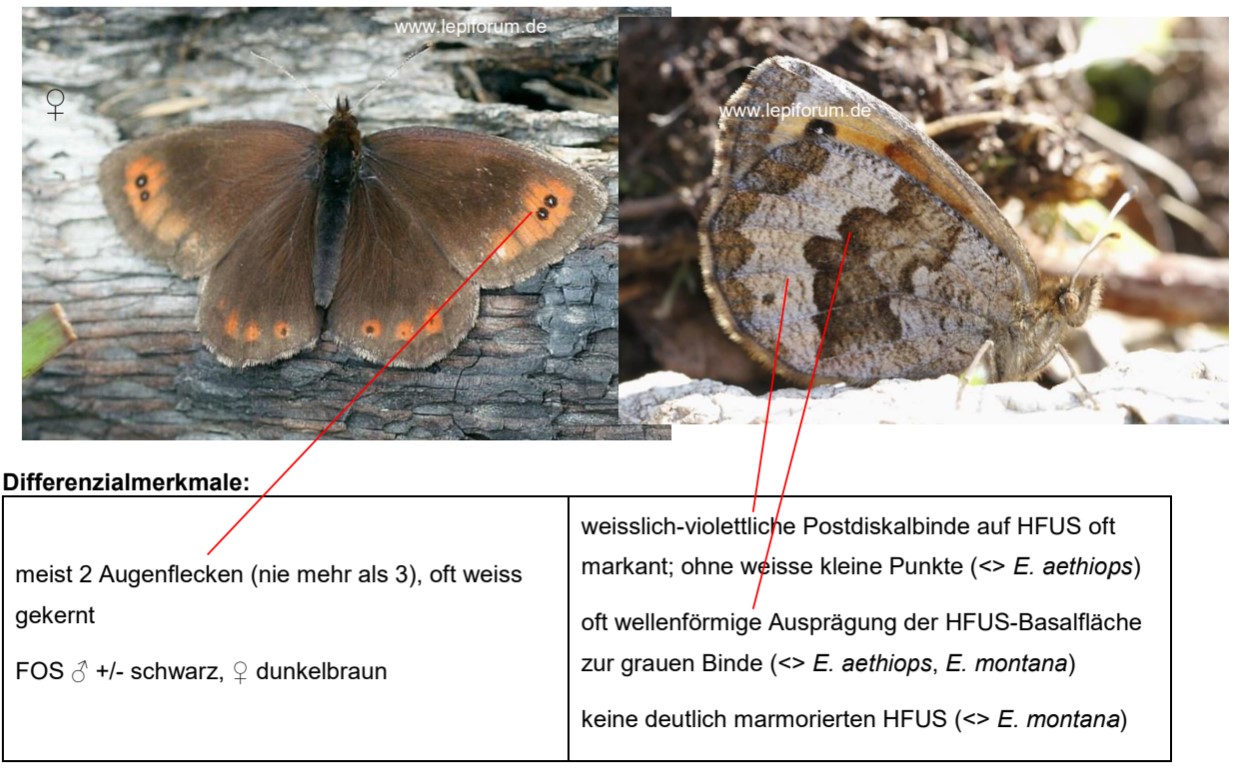 www.lepiforum.de
♀
www.lepiforum.de
Differenzialmerkmale:
meist 2 Augenflecken (nie mehr als 3), oft weiss
gekernt
FOS ♂ +/- schwarz, ♀ dunkelbraun
weisslich-violettliche Postdiskalbinde auf HFUS oft
markant; ohne weisse kleine Punkte (<> E. aethiops)
oft wellenförmige Ausprägung der HFUS-Basalfläche
zur grauen Binde (<> E. aethiops, E. montana)
keine deutlich marmorierten HFUS (<> E. montana)